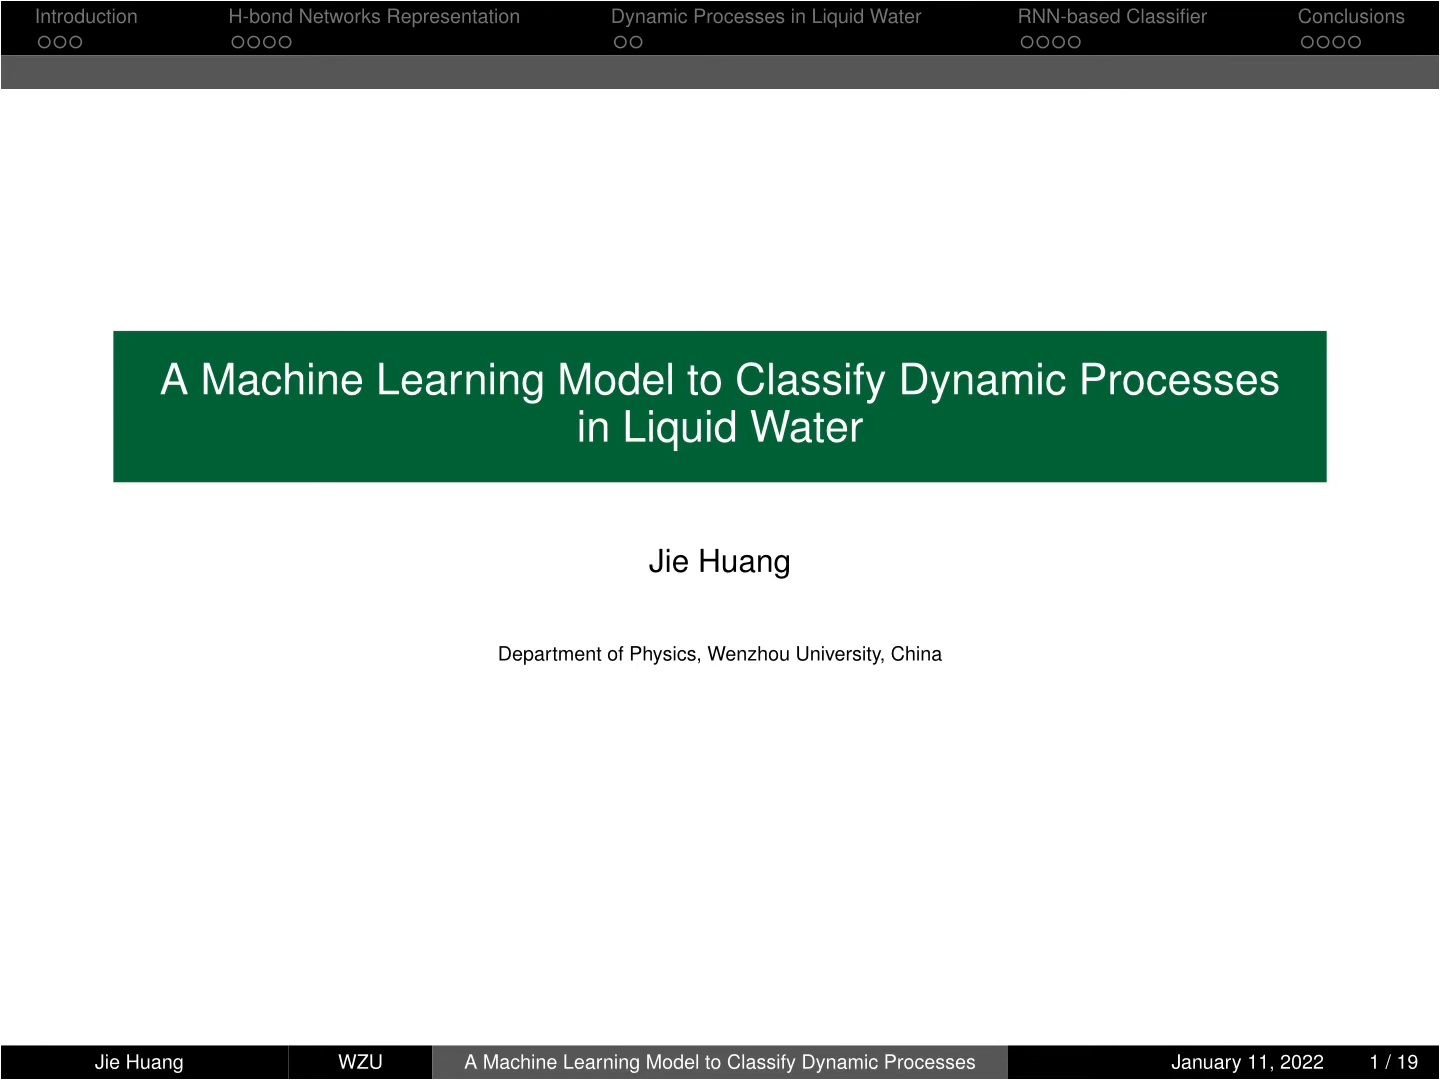 Introduction H-bond Networks Representation Dynamic Processes in Liquid Water RNN-based Classifier Conclusions
A Machine Learning Model to Classify Dynamic Processes
in Liquid Water
Jie Huang
Department of Physics, Wenzhou University, China
Jie Huang WZU A Machine Learning Model to Classify Dynamic Processes January 11, 2022 1 / 19